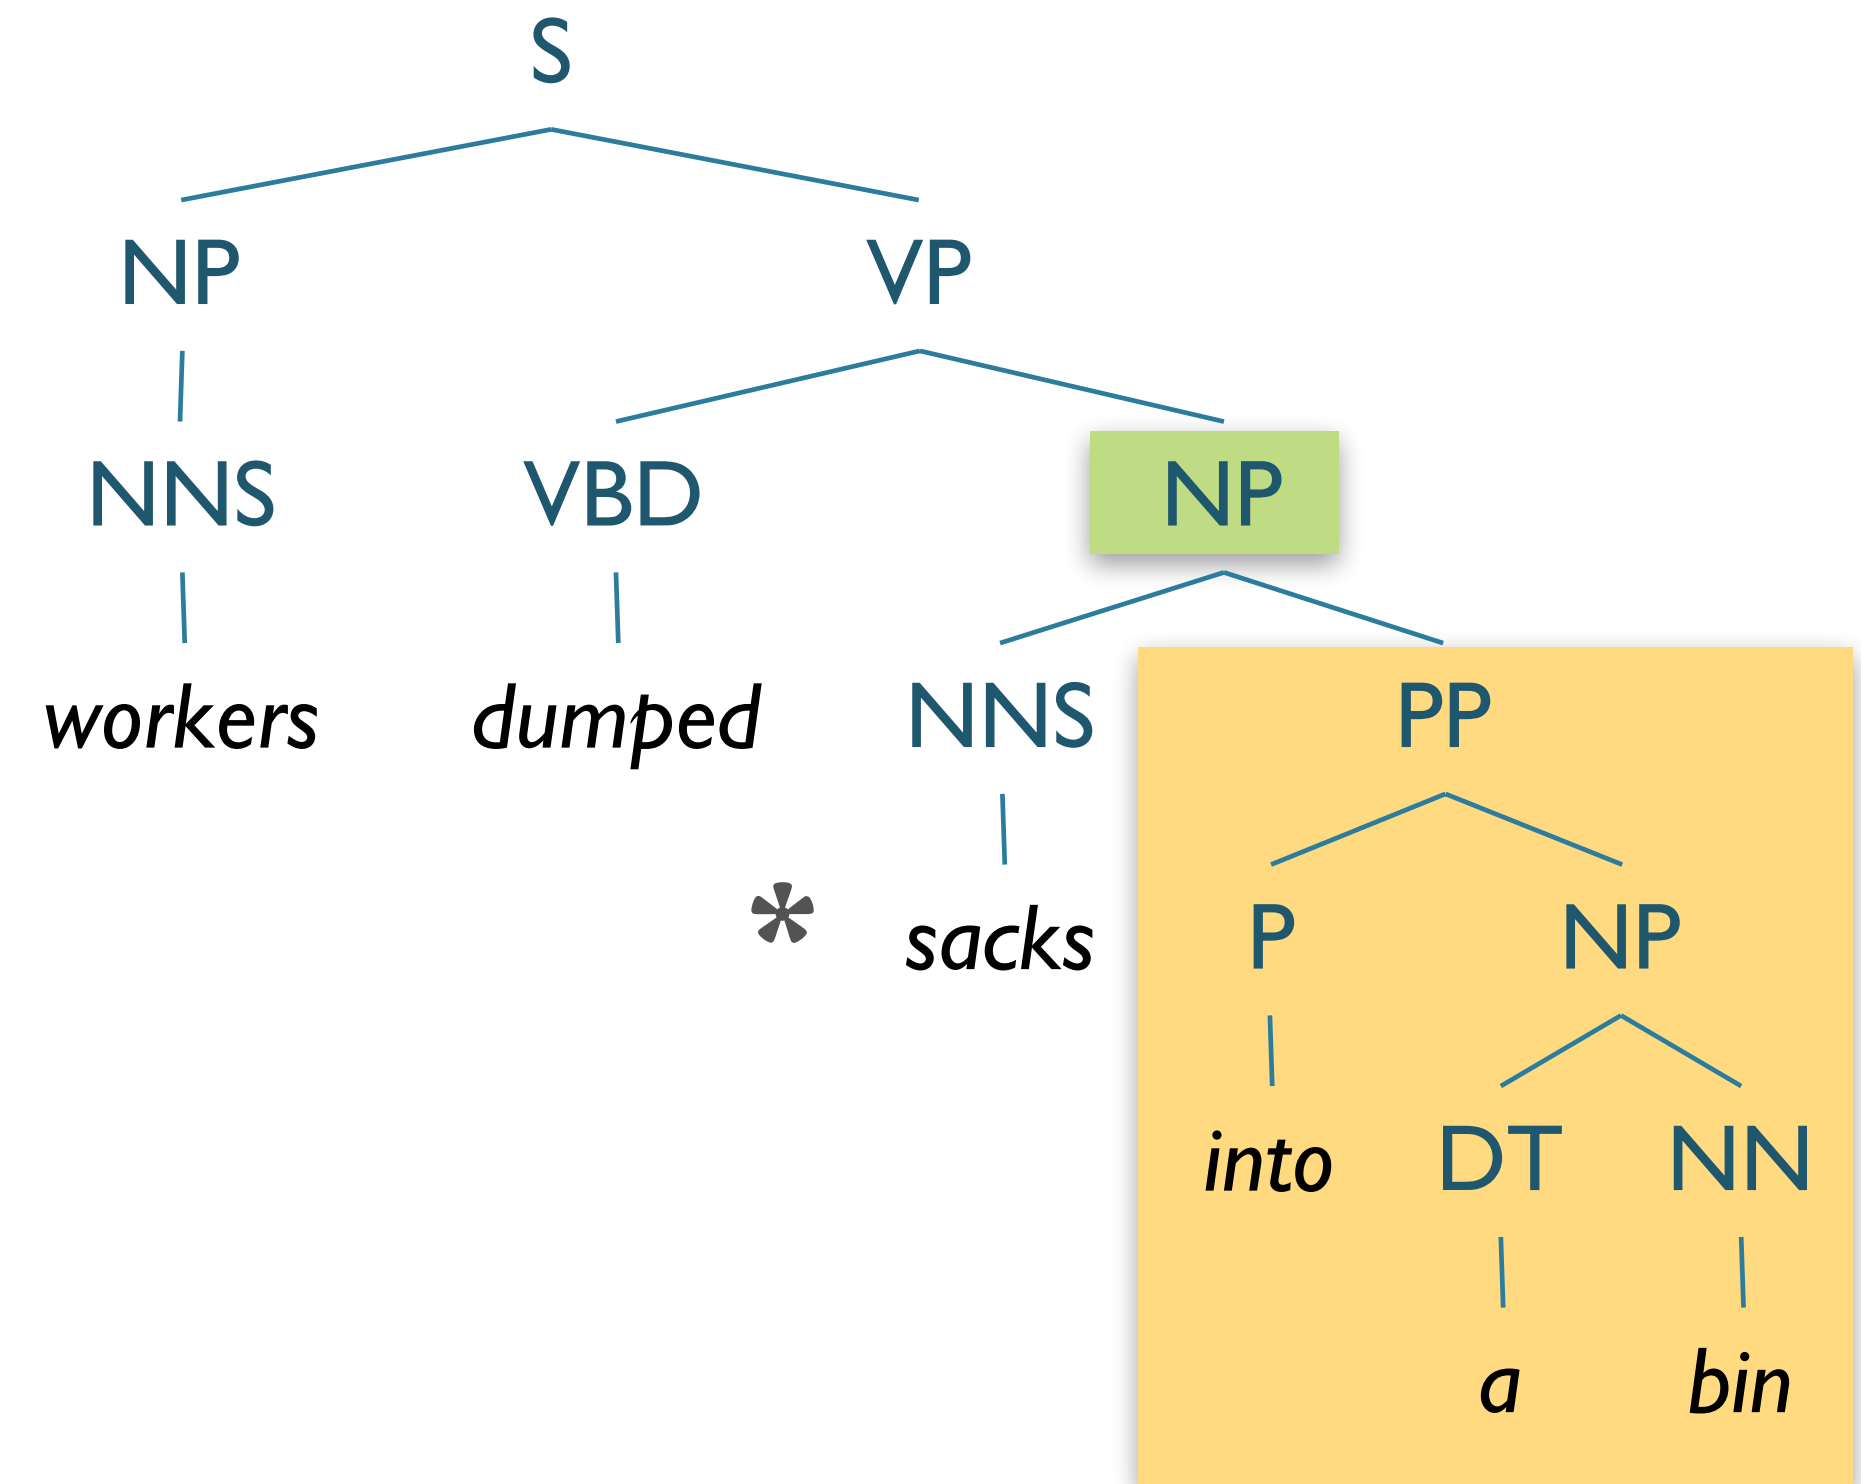 S
NP VP
NNS VBD NP
workers dumped NNS PP
* sacks P NP
into DT NN
a bin